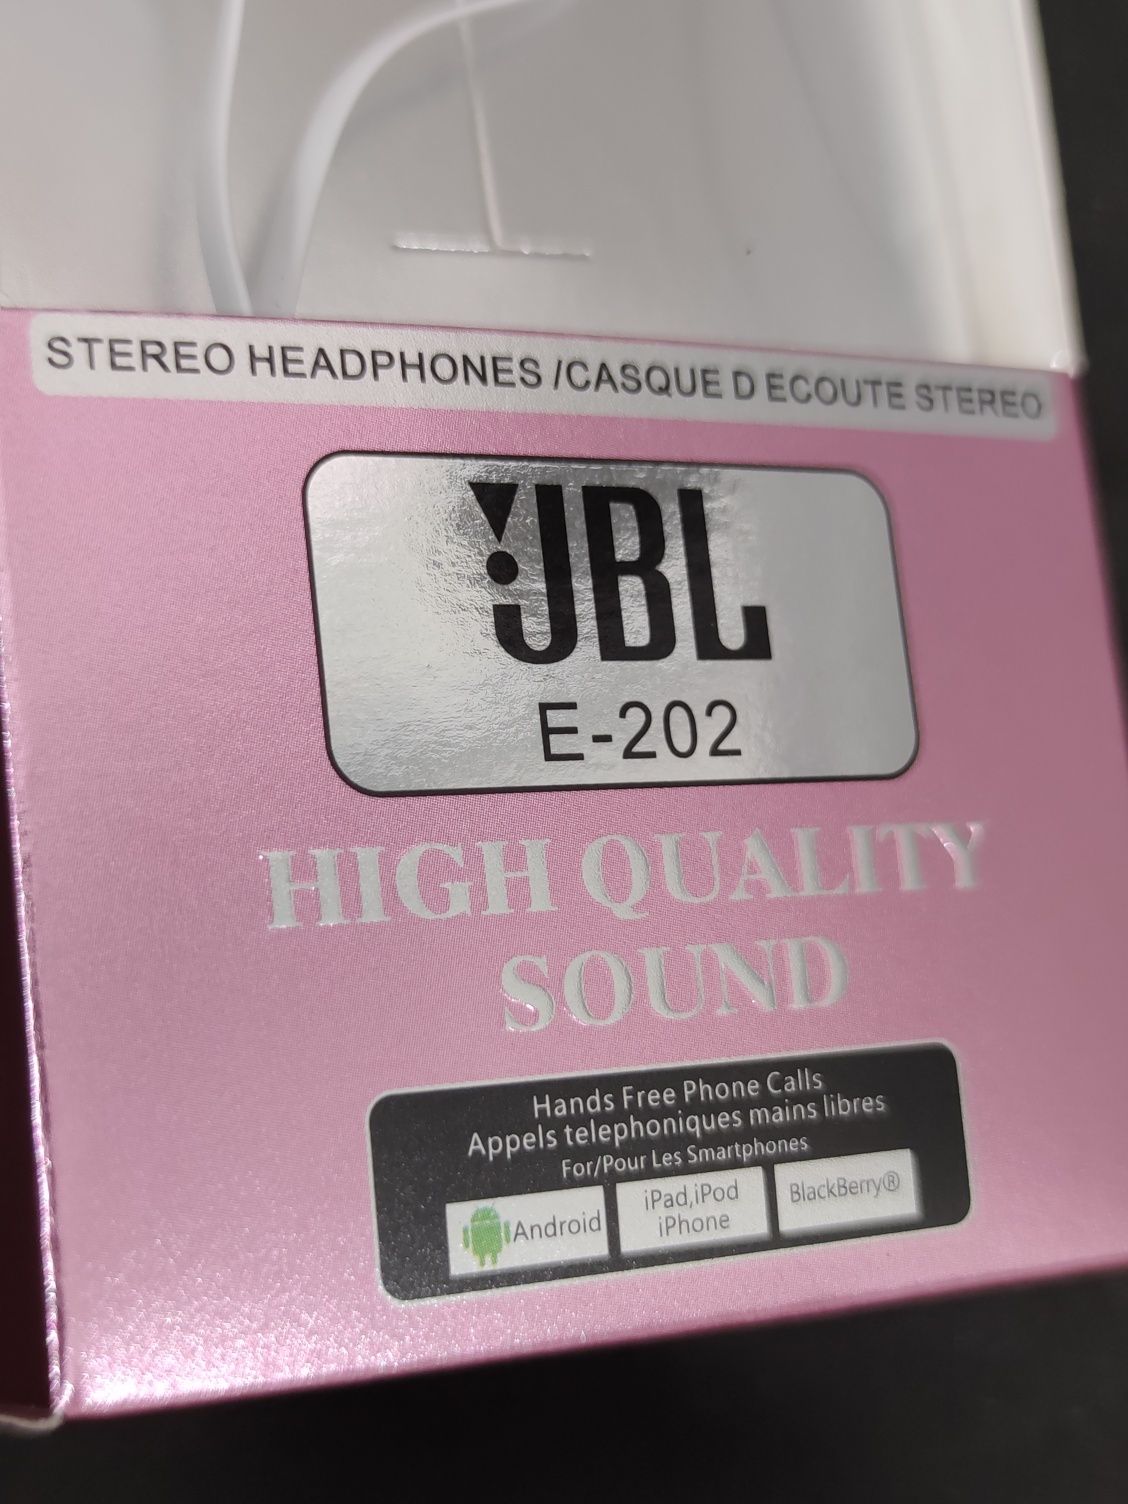 STEREO HEADPHONES /CASQUE D ECOUTE STEREO
JBL
E-202
HIGH QUALITY
SOUND
Hands Free Phone Calls
Appels telephoniques mains libres
For/Pour Les Smartphones
Android
iPad,iPod
iPhone
BlackBerry®